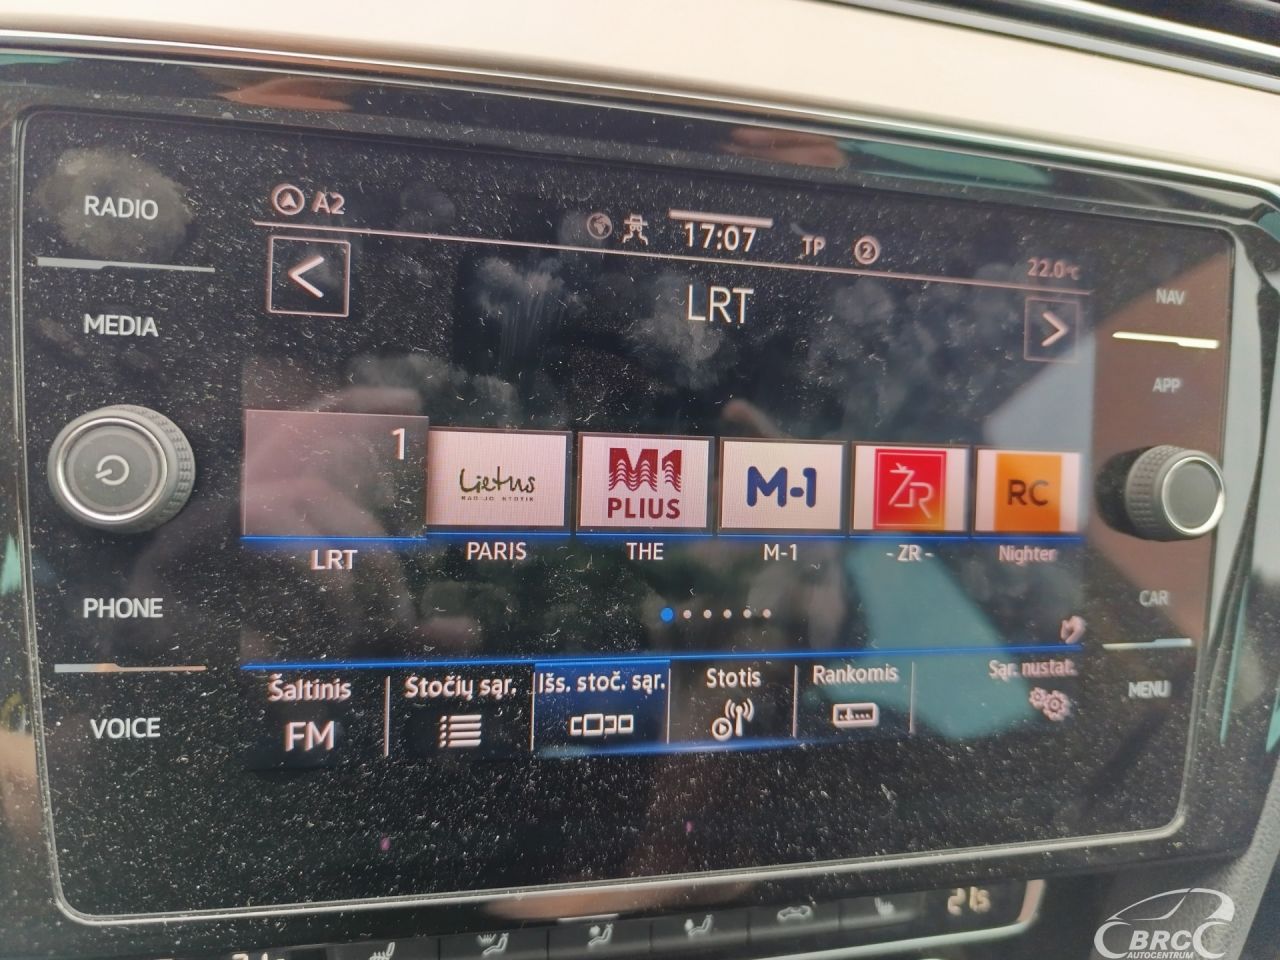 RADIO
MEDIA
PHONE
VOICE
A2
17:07
TP
2
22.0°C
LRT
NAV
APP
CAR
MENU
1
Lietus
RADIJO STOTIS
M1
PLIUS
M-1
ŽR
RC
LRT
PARIS
THE
M-1
- ZR -
Nighter
Šaltinis
FM
Stočių sąr.
Išs. stoč. sąr.
Stotis
Rankomis
Sąr. nustat.
21.5
BRC
AUTOCENTRUM